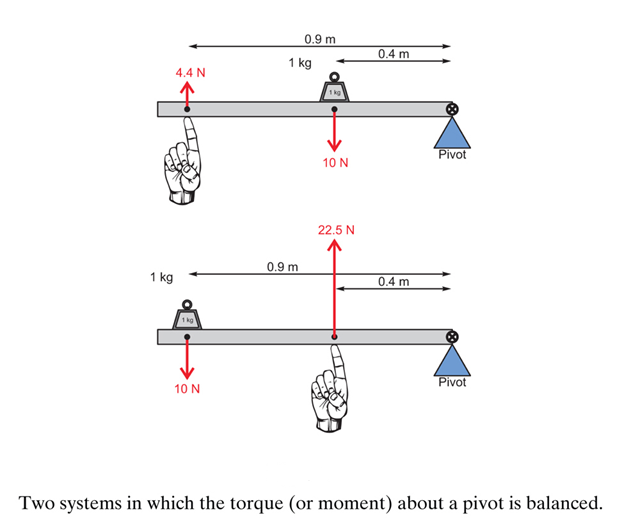 0.9 m
1 kg
0.4 m
4.4 N
1 kg
10 N
Pivot
22.5 N
0.9 m
1 kg
0.4 m
1 kg
10 N
Pivot
Two systems in which the torque (or moment) about a pivot is balanced.